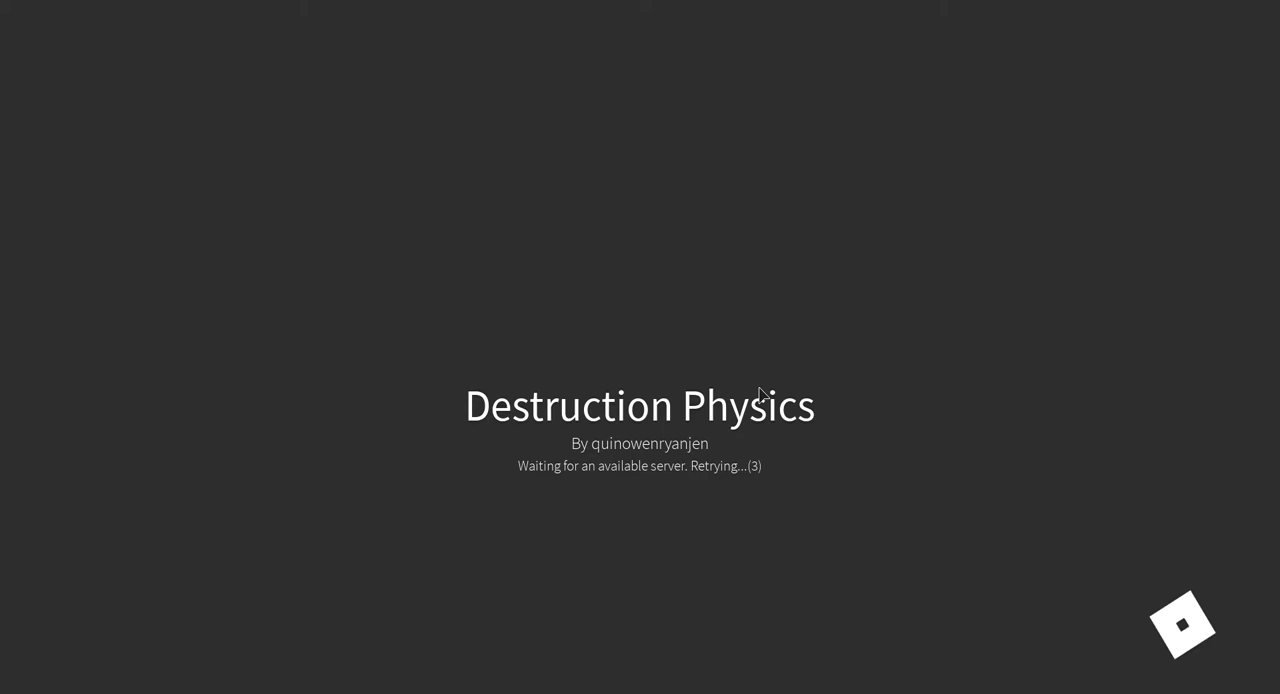 Destruction Physics
By quinowenryanjen
Waiting for an available server. Retrying...(3)